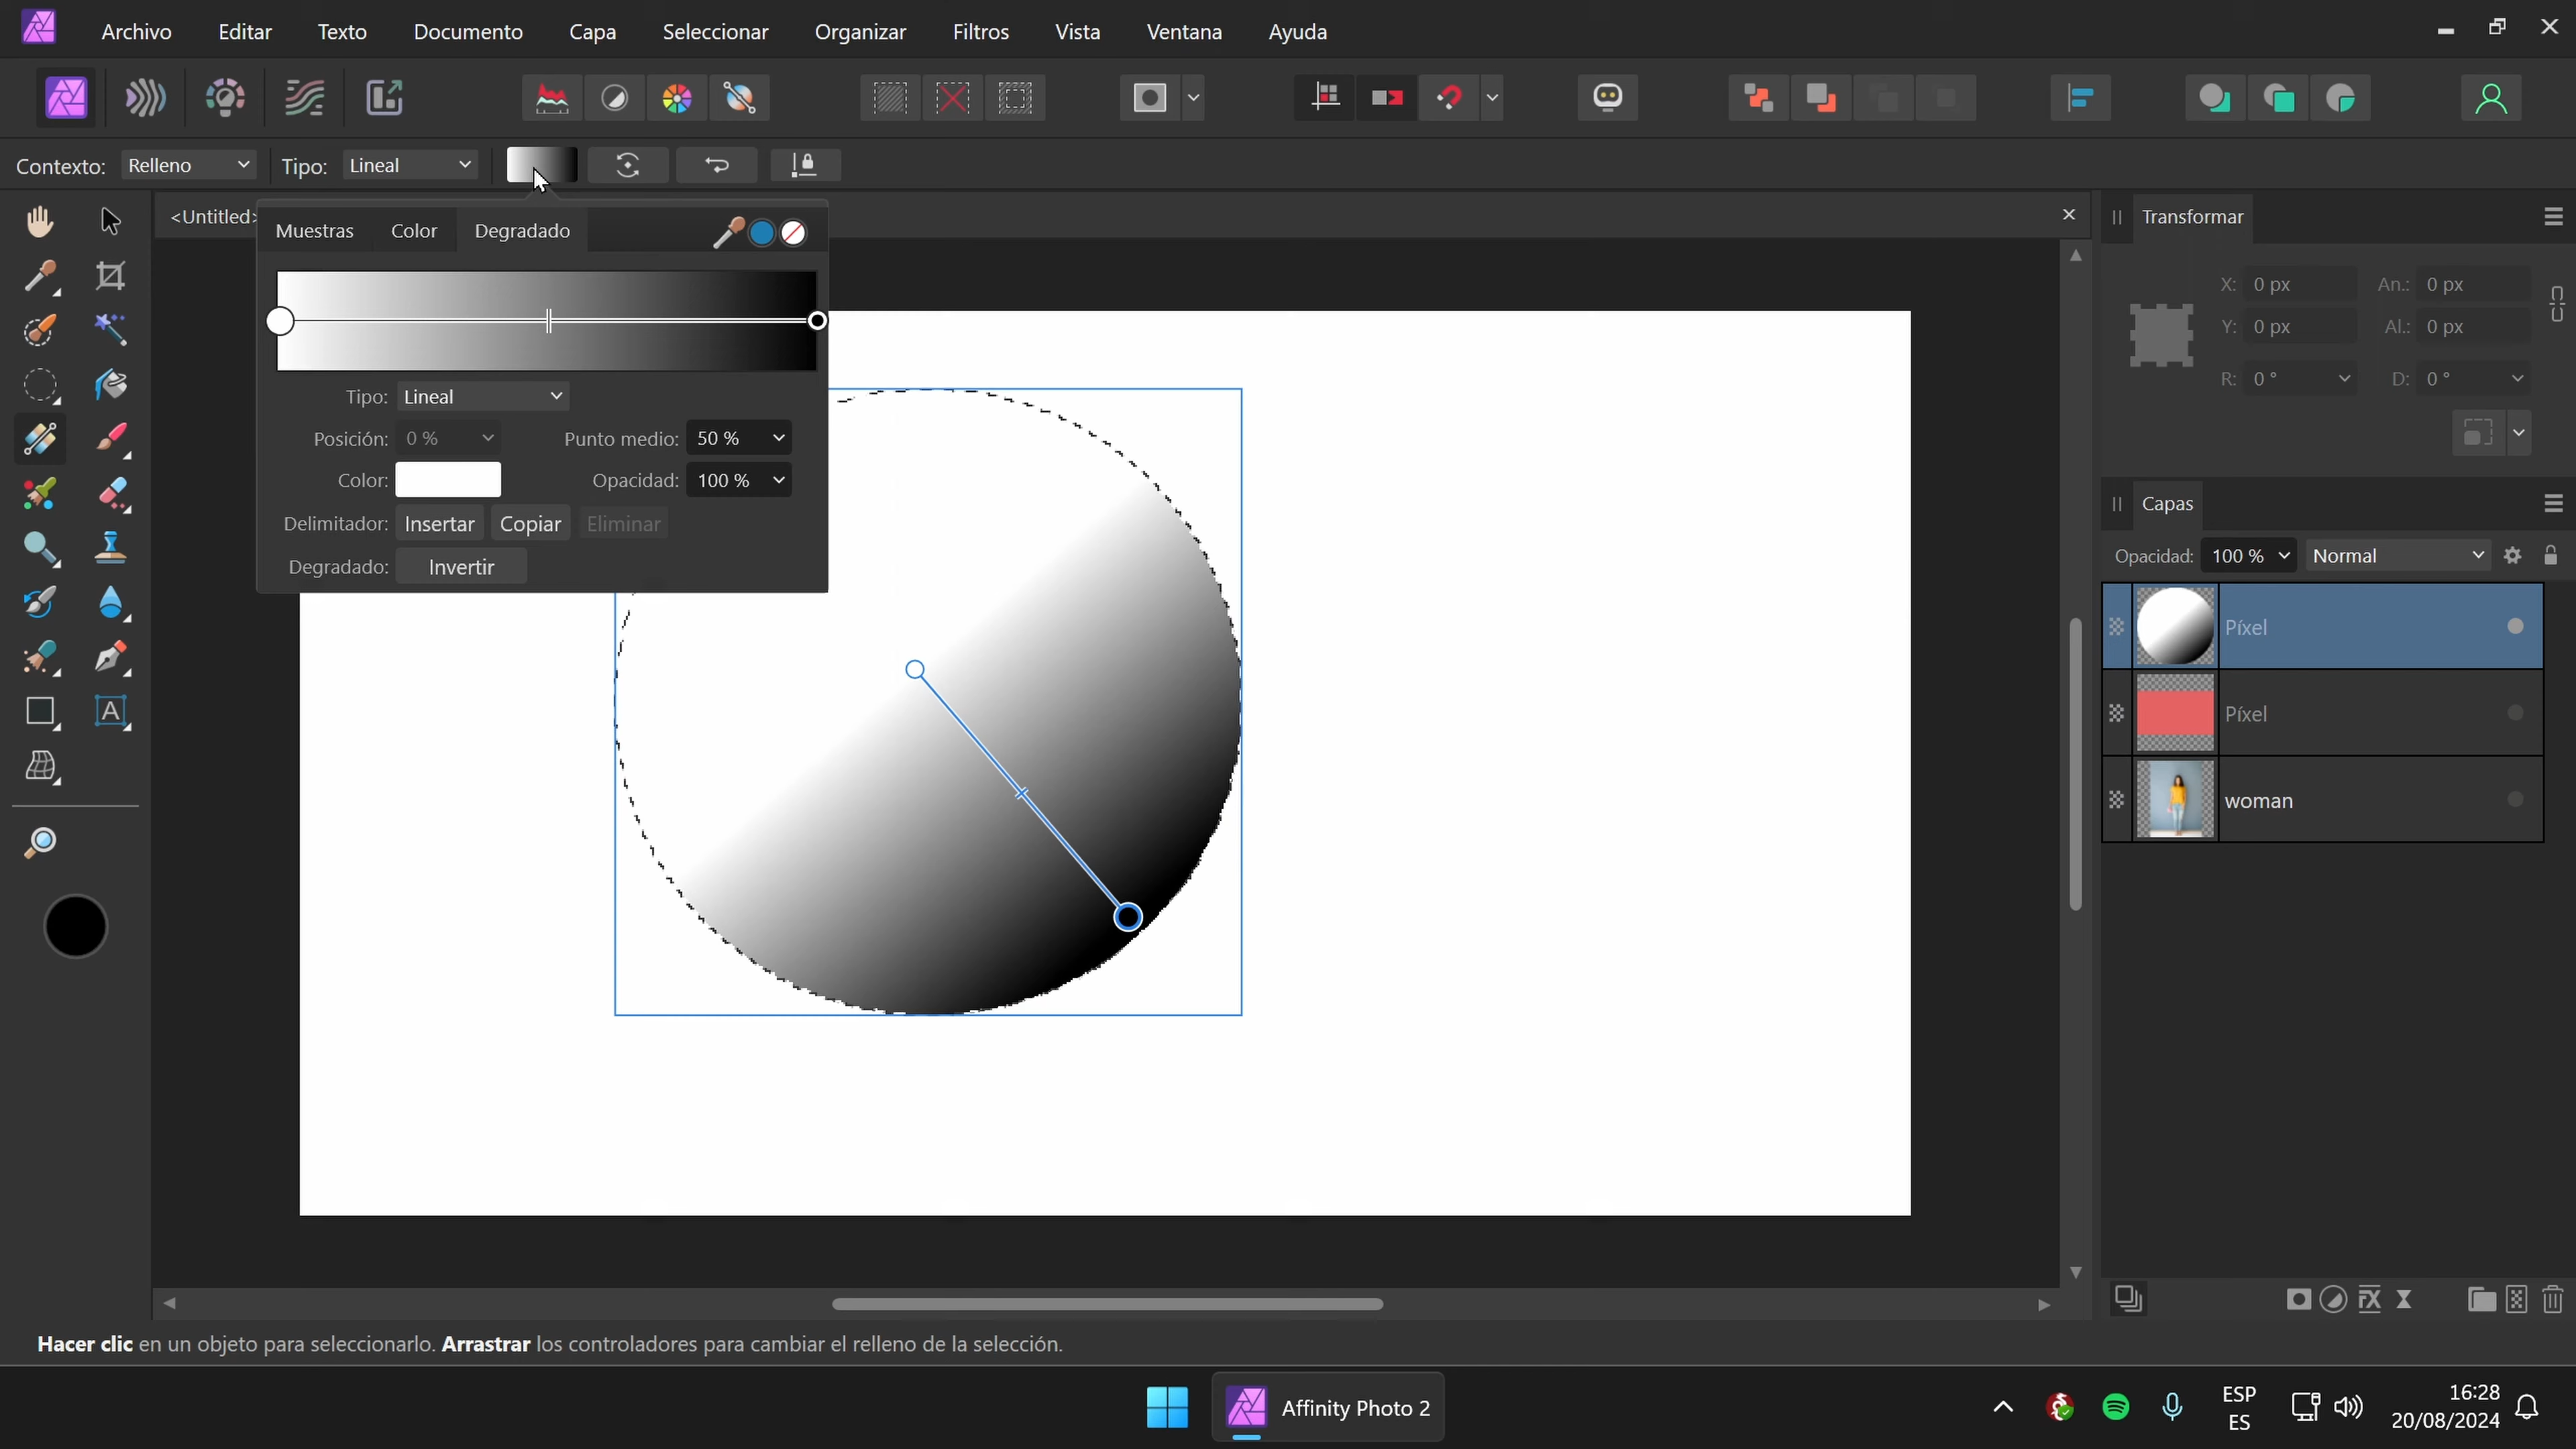 Archivo Editar Texto Documento Capa Seleccionar Organizar Filtros Vista Ventana Ayuda
Contexto: Relleno Tipo: Lineal
<Untitled>
Muestras Color Degradado
Tipo: Lineal
Posición: 0 % Punto medio: 50 %
Color: Opacidad: 100 %
Delimitador: Insertar Copiar Eliminar
Degradado: Invertir
Transformar
X: 0 px An.: 0 px
Y: 0 px Al.: 0 px
R: 0 ° D: 0 °
Capas
Opacidad: 100 % Normal
Píxel
Píxel
woman
Hacer clic en un objeto para seleccionarlo. Arrastrar los controladores para cambiar el relleno de la selección.
Affinity Photo 2
ESP
ES
16:28
20/08/2024